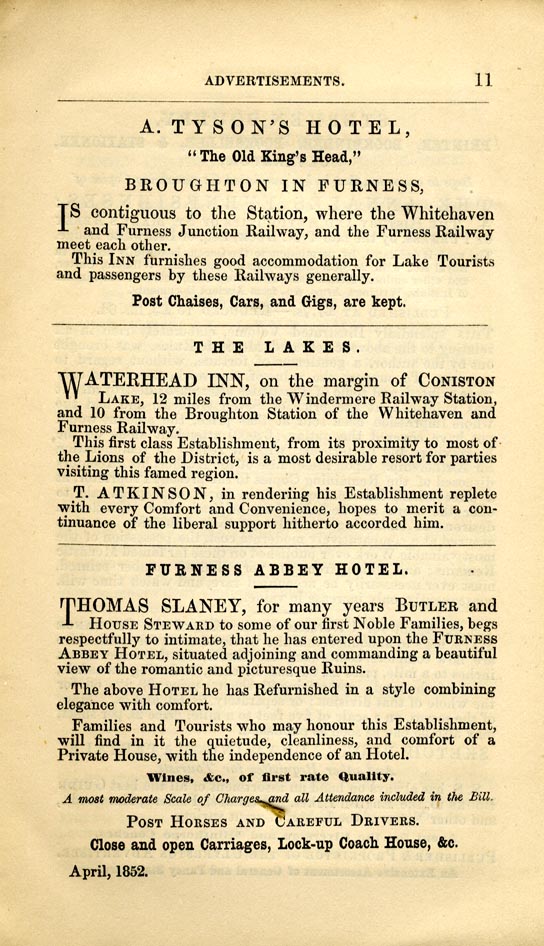 ADVERTISEMENTS. 11
A. TYSON'S HOTEL,
"The Old King's Head,"
BROUGHTON IN FURNESS,
IS contiguous to the Station, where the Whitehaven
and Furness Junction Railway, and the Furness Railway
meet each other.
This INN furnishes good accommodation for Lake Tourists
and passengers by these Railways generally.
Post Chaises, Cars, and Gigs, are kept.
THE LAKES.
WATERHEAD INN, on the margin of CONISTON
LAKE, 12 miles from the Windermere Railway Station,
and 10 from the Broughton Station of the Whitehaven and
Furness Railway.
This first class Establishment, from its proximity to most of
the Lions of the District, is a most desirable resort for parties
visiting this famed region.
T. ATKINSON, in rendering his Establishment replete
with every Comfort and Convenience, hopes to merit a con-
tinuance of the liberal support hitherto accorded him.
FURNESS ABBEY HOTEL.
THOMAS SLANEY, for many years BUTLER and
HOUSE STEWARD to some of our first Noble Families, begs
respectfully to intimate, that he has entered upon the FURNESS
ABBEY HOTEL, situated adjoining and commanding a beautiful
view of the romantic and picturesque Ruins.
The above HOTEL he has Refurnished in a style combining
elegance with comfort.
Families and Tourists who may honour this Establishment,
will find in it the quietude, cleanliness, and comfort of a
Private House, with the independence of an Hotel.
Wines, &c., of first rate Quality.
A most moderate Scale of Charges, and all Attendance included in the Bill.
POST HORSES AND CAREFUL DRIVERS.
Close and open Carriages, Lock-up Coach House, &c.
April, 1852.